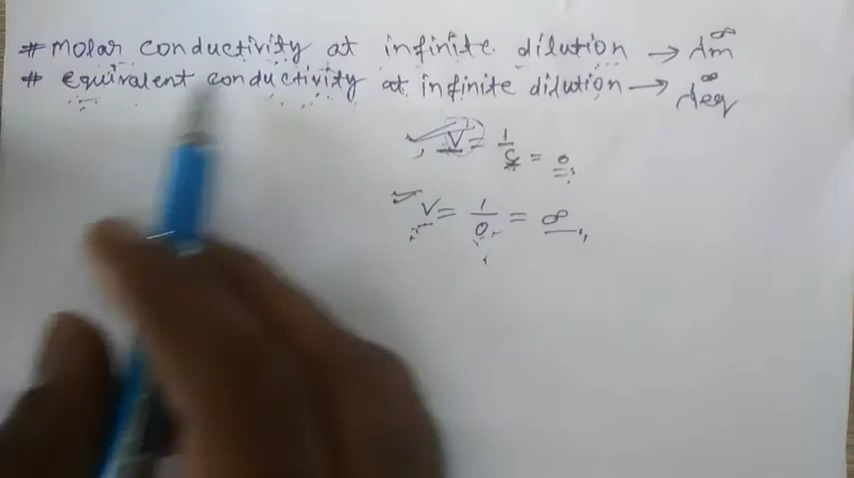 # Molar conductivity at infinite dilution → λm^∞
# equivalent conductivity at infinite dilution → λeq^∞
V = 1/C = 0
V = 1/0 = ∞